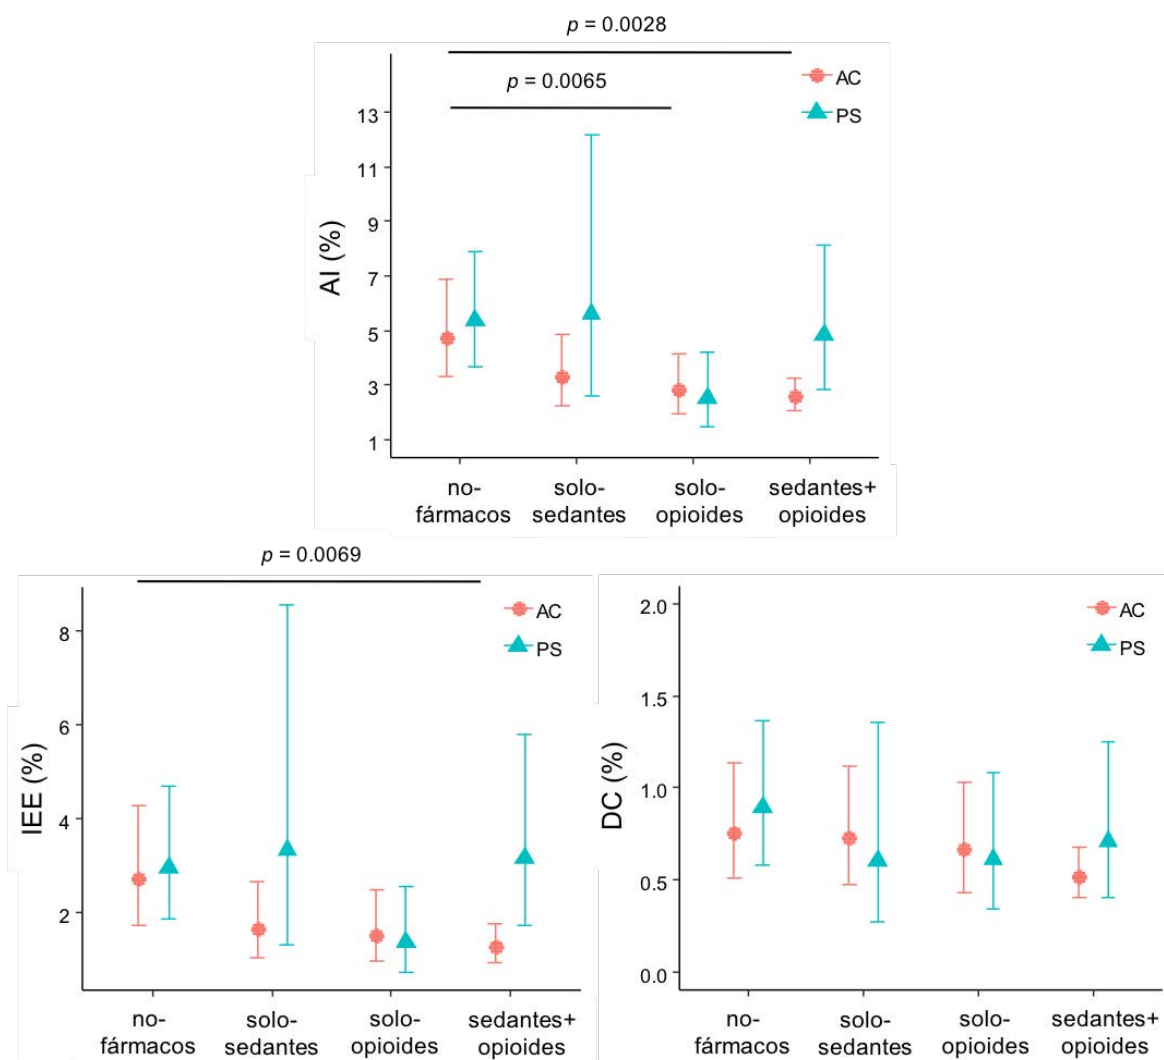 p = 0.0028
p = 0.0065
AC
PS
13
11
9
7
5
3
1
AI (%)
no-
fármacos
solo-
sedantes
solo-
opioides
sedantes+
opioides
p = 0.0069
AC
PS
8
6
4
2
IEE (%)
no-
fármacos
solo-
sedantes
solo-
opioides
sedantes+
opioides
AC
PS
2.0
1.5
1.0
0.5
0.0
DC (%)
no-
fármacos
solo-
sedantes
solo-
opioides
sedantes+
opioides